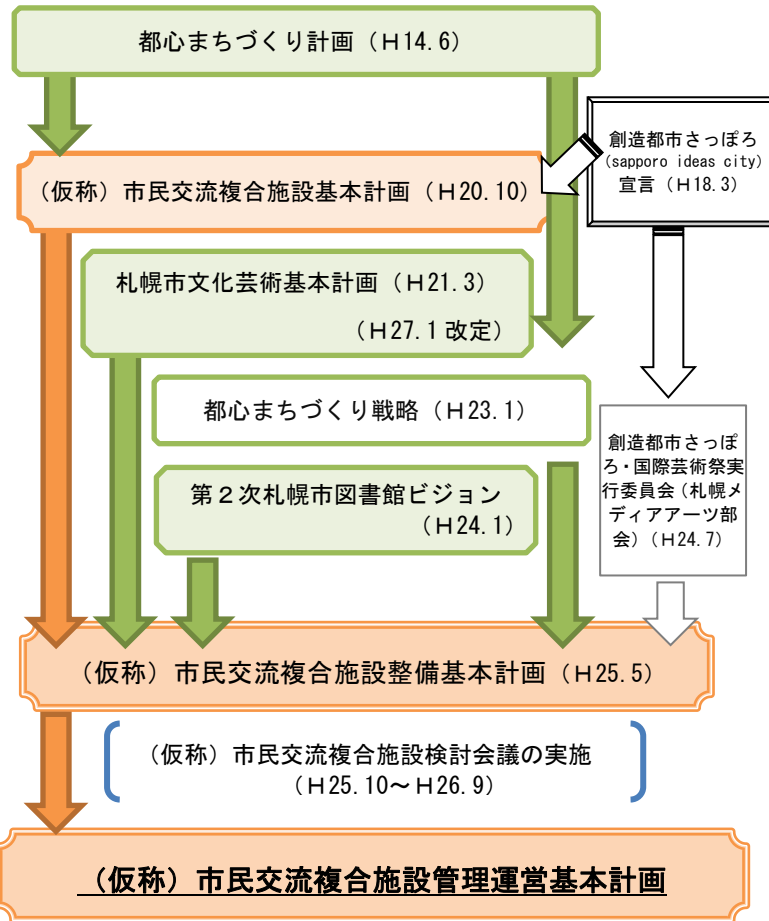 都心まちづくり計画（Ｈ14.6）
創造都市さっぽろ
(sapporo ideas city)
宣言（Ｈ18.3）
（仮称）市民交流複合施設基本計画（Ｈ20.10）
札幌市文化芸術基本計画（Ｈ21.3）
（Ｈ27.1 改定）
都心まちづくり戦略（Ｈ23.1）
創造都市さっぽ
ろ・国際芸術祭実
行委員会（札幌メ
ディアアーツ部
会）（Ｈ24.7）
第２次札幌市図書館ビジョン
（Ｈ24.1）
（仮称）市民交流複合施設整備基本計画（Ｈ25.5）
（仮称）市民交流複合施設検討会議の実施
（Ｈ25.10～Ｈ26.9）
（仮称）市民交流複合施設管理運営基本計画